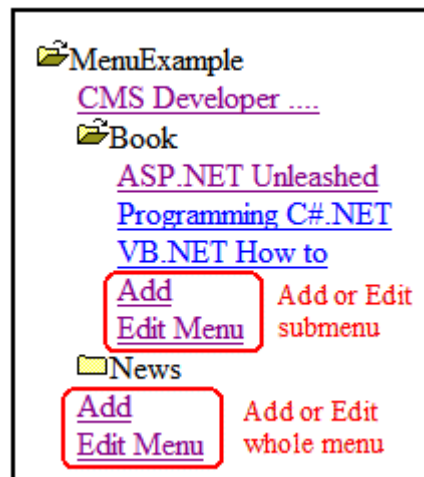 MenuExample
CMS Developer ....
Book
ASP.NET Unleashed
Programming C#.NET
VB.NET How to
Add
Edit Menu
Add or Edit
submenu
News
Add
Edit Menu
Add or Edit
whole menu